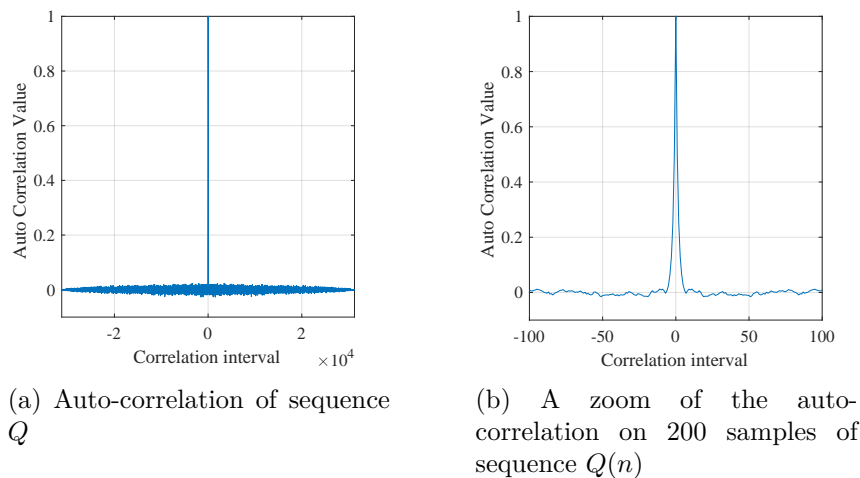 1
0.8
0.6
0.4
0.2
0
Auto Correlation Value
-2
0
2
Correlation interval
×10⁴
(a) Auto-correlation of sequence
Q
1
0.8
0.6
0.4
0.2
0
Auto Correlation Value
-100
-50
0
50
100
Correlation interval
(b) A zoom of the auto-
correlation on 200 samples of
sequence Q(n)